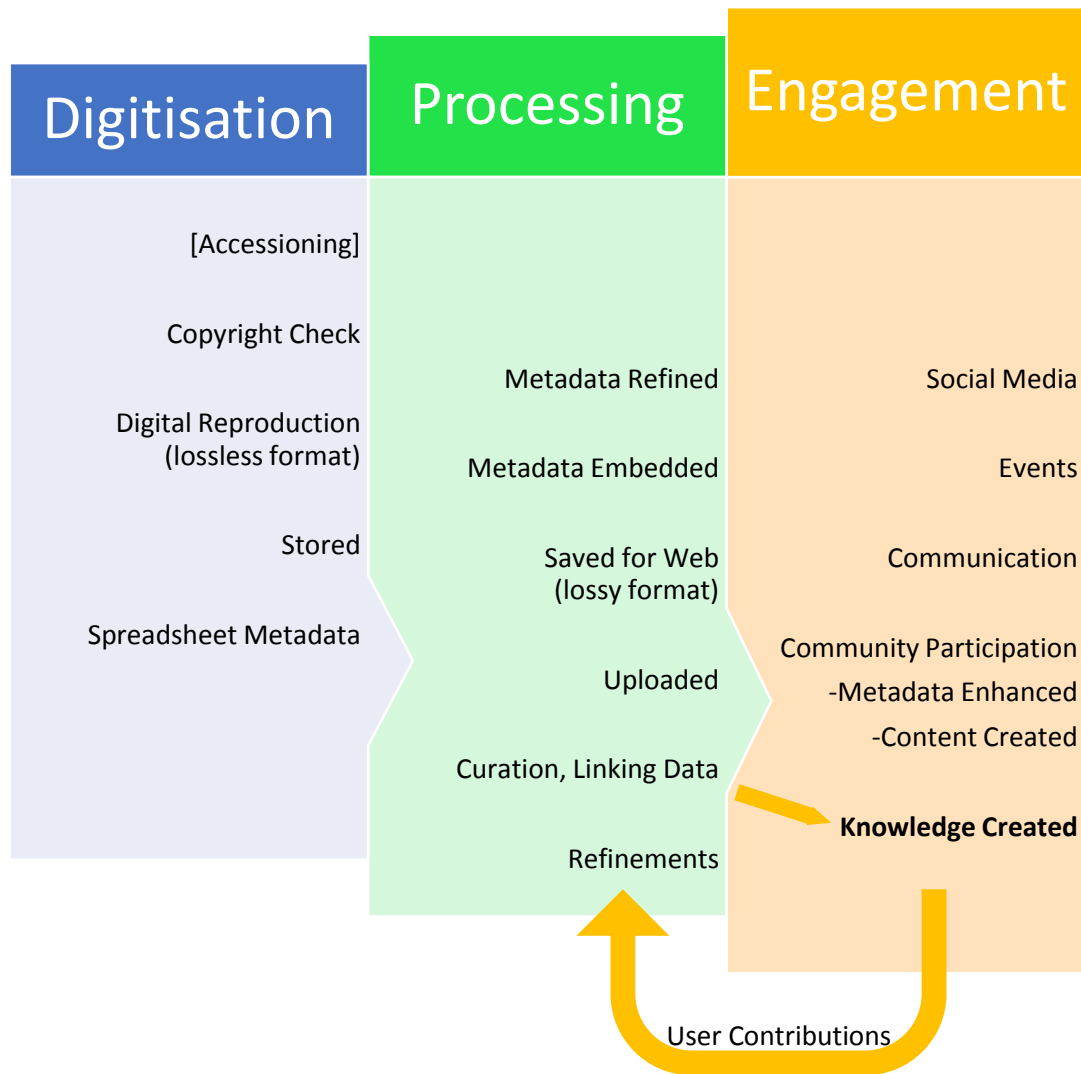 Digitisation
[Accessioning]
Copyright Check
Digital Reproduction
(lossless format)
Stored
Spreadsheet Metadata
Processing
Metadata Refined
Metadata Embedded
Saved for Web
(lossy format)
Uploaded
Curation, Linking Data
Refinements
Engagement
Social Media
Events
Communication
Community Participation
-Metadata Enhanced
-Content Created
Knowledge Created
User Contributions